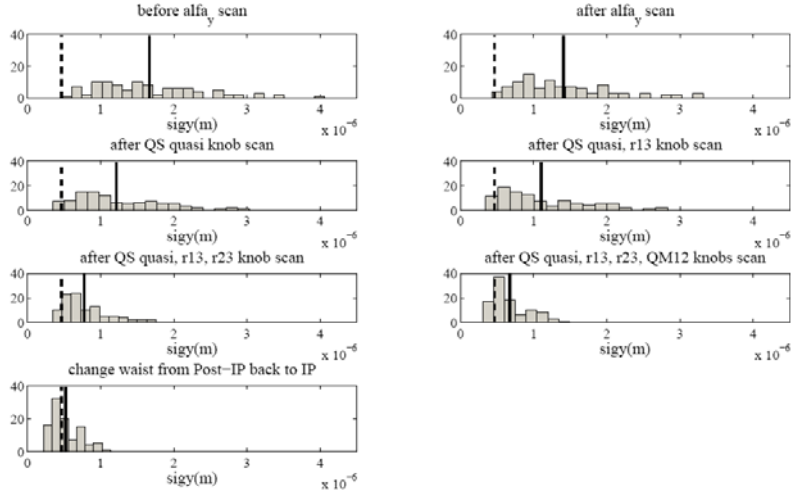 before alfa_y scan
40
20
0
0 1 2 3 4
sigy(m)
x 10^-6
after alfa_y scan
40
20
0
0 1 2 3 4
sigy(m)
x 10^-6
after QS quasi knob scan
40
20
0
0 1 2 3 4
sigy(m)
x 10^-6
after QS quasi, r13 knob scan
40
20
0
0 1 2 3 4
sigy(m)
x 10^-6
after QS quasi, r13, r23 knob scan
40
20
0
0 1 2 3 4
sigy(m)
x 10^-6
after QS quasi, r13, r23, QM12 knobs scan
40
20
0
0 1 2 3 4
sigy(m)
x 10^-6
change waist from Post-IP back to IP
40
20
0
0 1 2 3 4
sigy(m)
x 10^-6